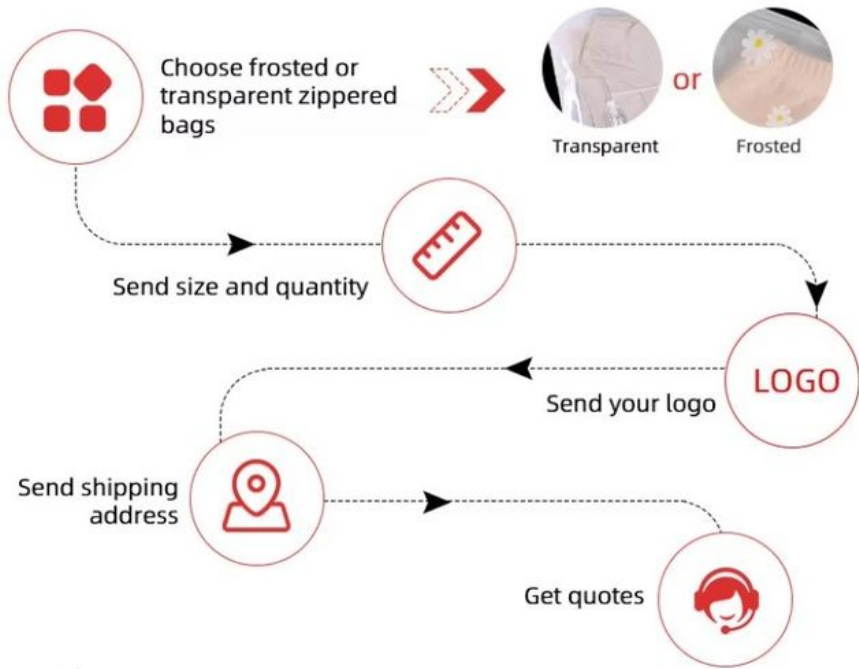 Choose frosted or
transparent zippered
bags
or
Transparent
Frosted
Send size and quantity
LOGO
Send your logo
Send shipping
address
Get quotes